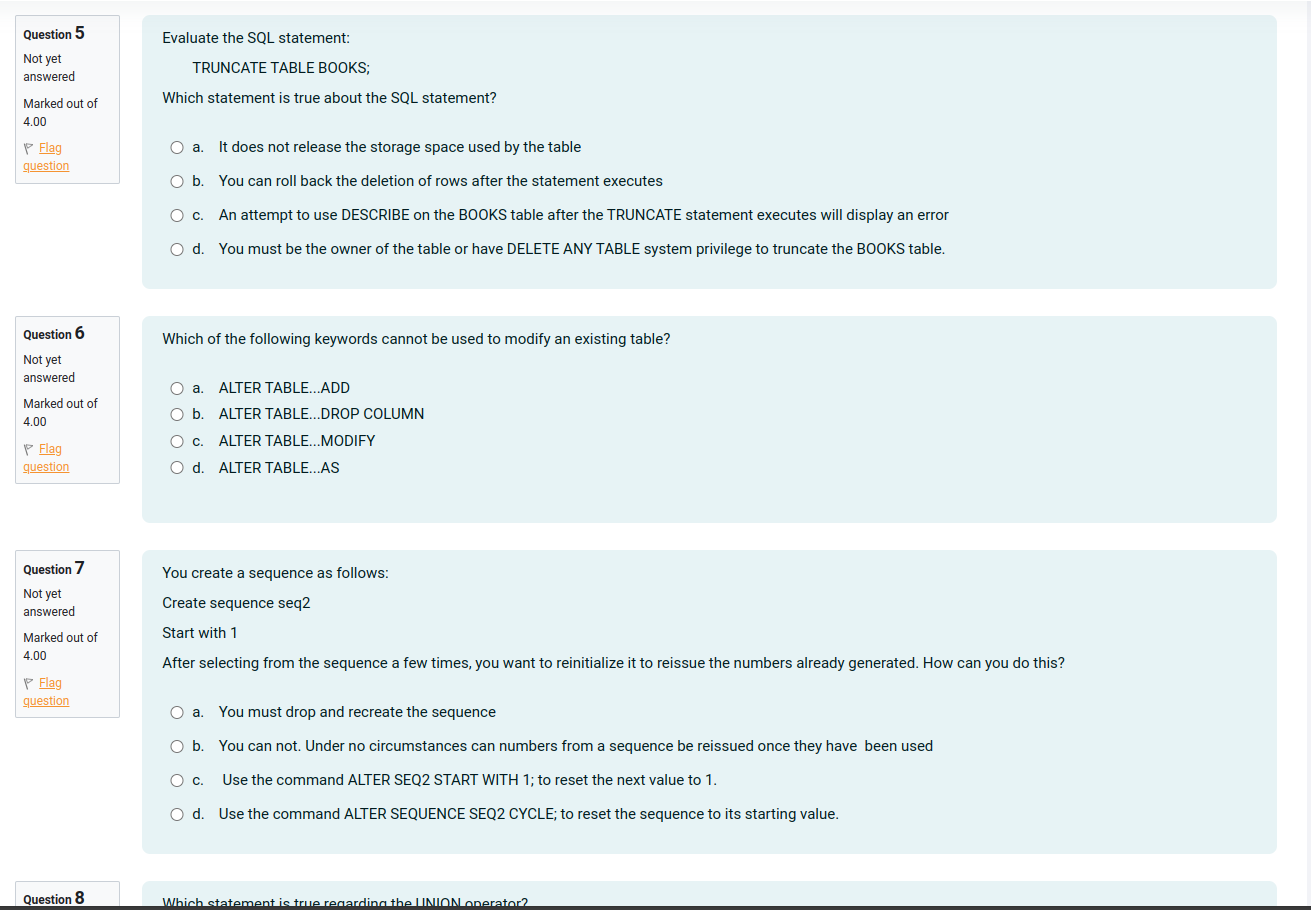 Question 5
Not yet
answered
Marked out of
4.00
Flag
question
Evaluate the SQL statement:
TRUNCATE TABLE BOOKS;
Which statement is true about the SQL statement?
a. It does not release the storage space used by the table
b. You can roll back the deletion of rows after the statement executes
c. An attempt to use DESCRIBE on the BOOKS table after the TRUNCATE statement executes will display an error
d. You must be the owner of the table or have DELETE ANY TABLE system privilege to truncate the BOOKS table.
Question 6
Not yet
answered
Marked out of
4.00
Flag
question
Which of the following keywords cannot be used to modify an existing table?
a. ALTER TABLE...ADD
b. ALTER TABLE...DROP COLUMN
c. ALTER TABLE...MODIFY
d. ALTER TABLE...AS
Question 7
Not yet
answered
Marked out of
4.00
Flag
question
You create a sequence as follows:
Create sequence seq2
Start with 1
After selecting from the sequence a few times, you want to reinitialize it to reissue the numbers already generated. How can you do this?
a. You must drop and recreate the sequence
b. You can not. Under no circumstances can numbers from a sequence be reissued once they have been used
c. Use the command ALTER SEQ2 START WITH 1; to reset the next value to 1.
d. Use the command ALTER SEQUENCE SEQ2 CYCLE; to reset the sequence to its starting value.
Question 8
Which statement is true regarding the UNION operator?